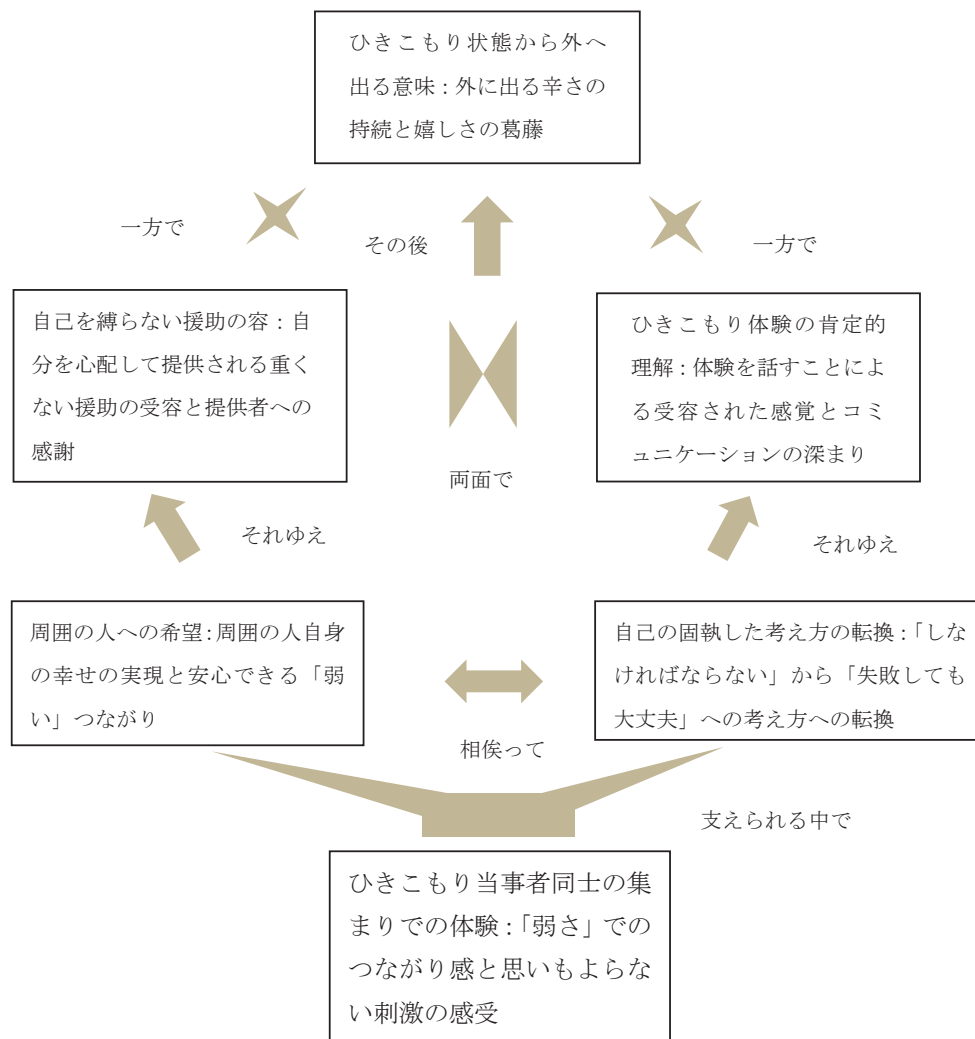 ひきこもり状態から外へ
出る意味：外に出る辛さの
持続と嬉しさの葛藤
一方で
その後
一方で
自己を縛らない援助の容：自
分を心配して提供される重く
ない援助の受容と提供者への
感謝
ひきこもり体験の肯定的
理解：体験を話すことによ
る受容された感覚とコミ
ュニケーションの深まり
両面で
それゆえ
それゆえ
周囲の人への希望：周囲の人自身
の幸せの実現と安心できる「弱
い」つながり
自己の固執した考え方の転換：「しな
ければならない」から「失敗しても
大丈夫」への考え方への転換
相俟って
支えられる中で
ひきこもり当事者同士の集
まりでの体験：「弱さ」での
つながり感と思いもよらな
い刺激の感受